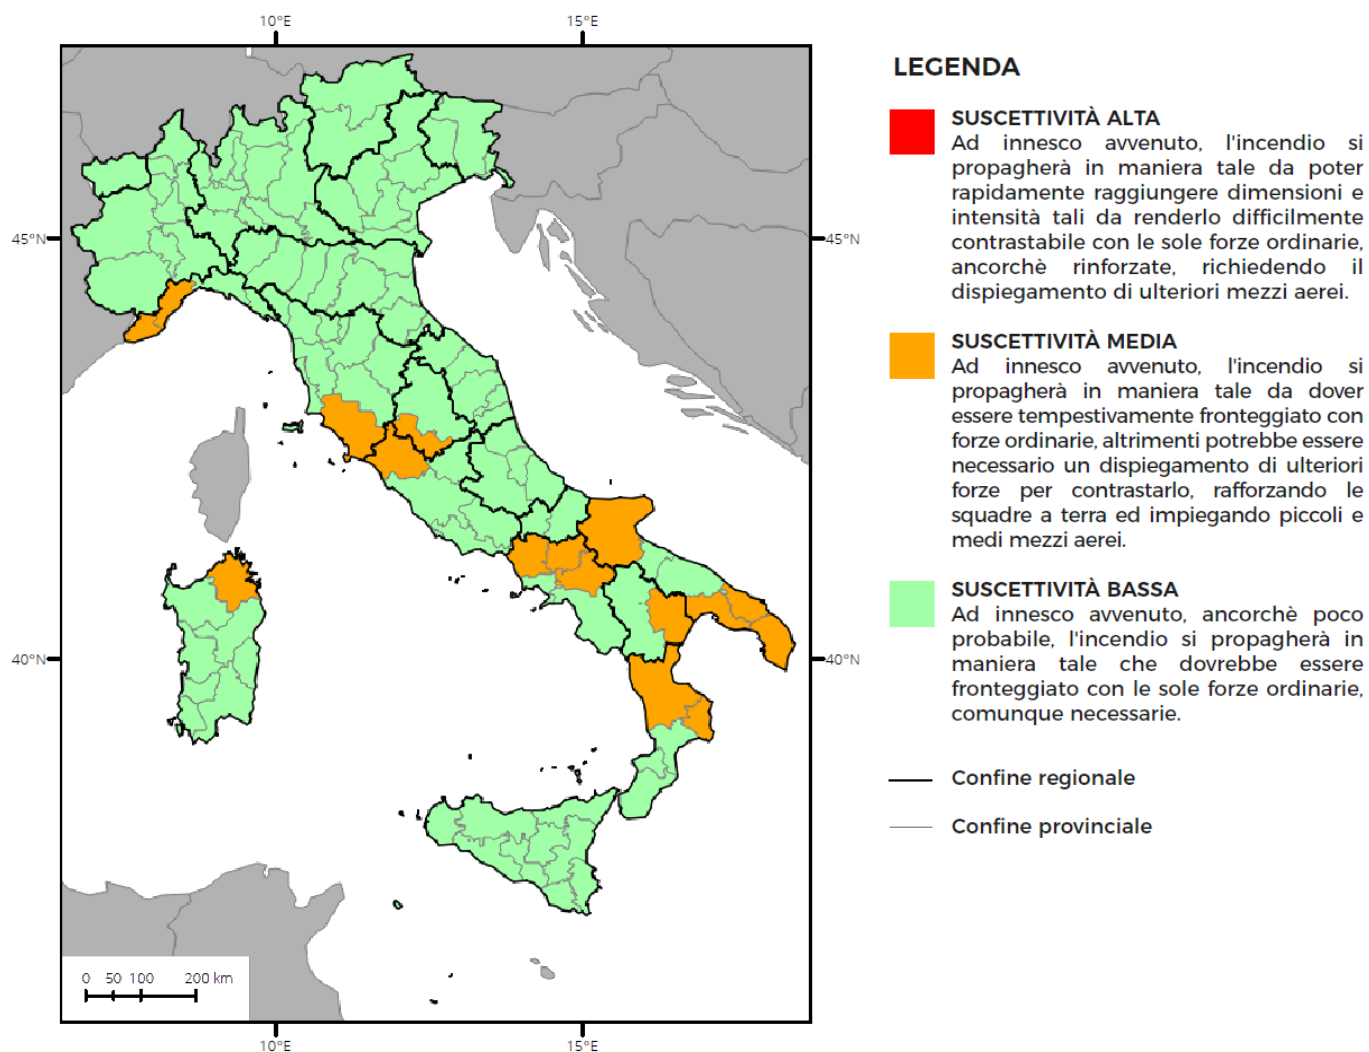 10°E 15°E
LEGENDA
SUSCETTIVITÀ ALTA
Ad innesco avvenuto, l'incendio si
propagherà in maniera tale da poter
rapidamente raggiungere dimensioni e
intensità tali da renderlo difficilmente
contrastabile con le sole forze ordinarie,
ancorchè rinforzate, richiedendo il
dispiegamento di ulteriori mezzi aerei.
45°N 45°N
SUSCETTIVITÀ MEDIA
Ad innesco avvenuto, l'incendio si
propagherà in maniera tale da dover
essere tempestivamente fronteggiato con
forze ordinarie, altrimenti potrebbe essere
necessario un dispiegamento di ulteriori
forze per contrastarlo, rafforzando le
squadre a terra ed impiegando piccoli e
medi mezzi aerei.
SUSCETTIVITÀ BASSA
Ad innesco avvenuto, ancorchè poco
probabile, l'incendio si propagherà in
maniera tale che dovrebbe essere
fronteggiato con le sole forze ordinarie,
comunque necessarie.
40°N 40°N
Confine regionale
Confine provinciale
0 50 100 200 km
10°E 15°E